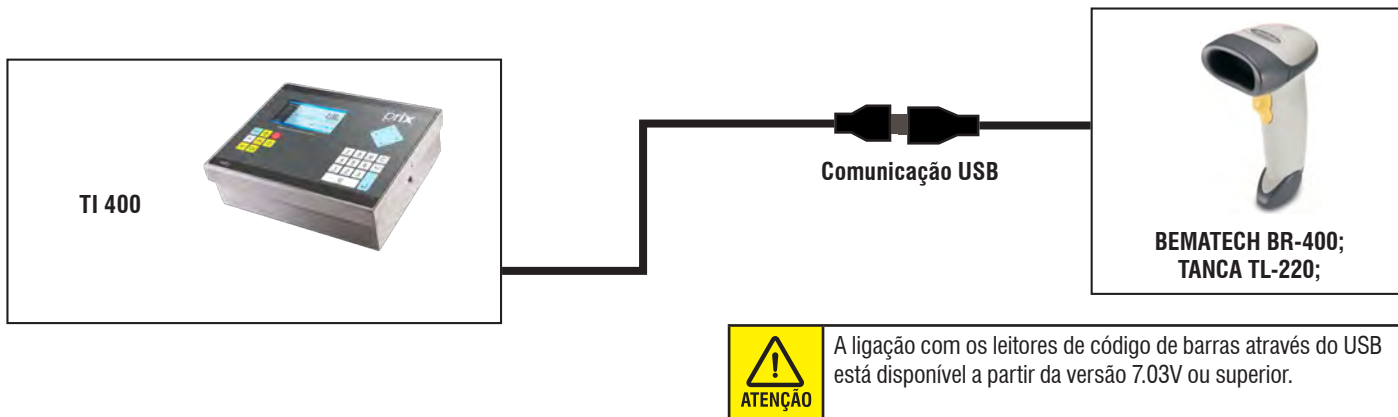 prix
TI 400
Comunicação USB
BEMATECH BR-400;
TANCA TL-220;
ATENÇÃO
A ligação com os leitores de código de barras através do USB
está disponível a partir da versão 7.03V ou superior.